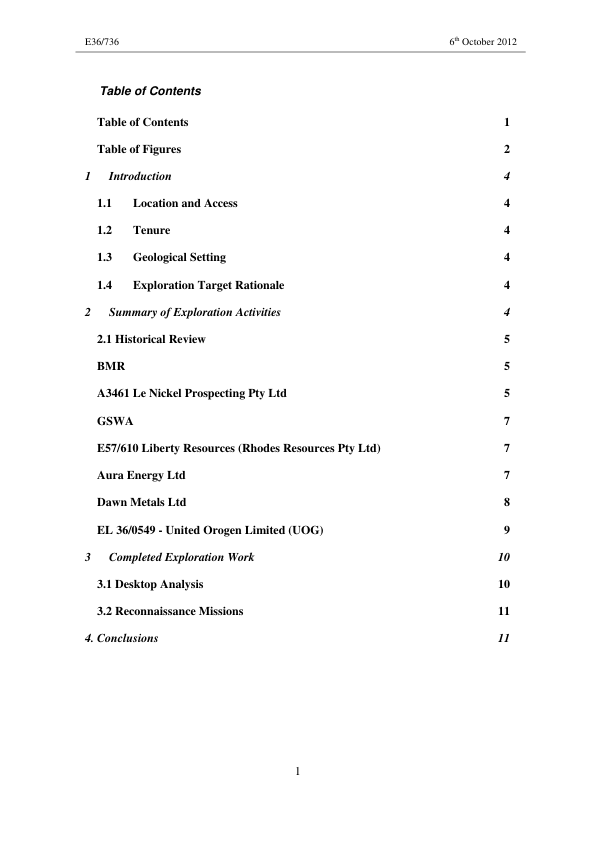 E36/736 6th October 2012
Table of Contents
Table of Contents 1
Table of Figures 2
1 Introduction 4
1.1 Location and Access 4
1.2 Tenure 4
1.3 Geological Setting 4
1.4 Exploration Target Rationale 4
2 Summary of Exploration Activities 4
2.1 Historical Review 5
BMR 5
A3461 Le Nickel Prospecting Pty Ltd 5
GSWA 7
E57/610 Liberty Resources (Rhodes Resources Pty Ltd) 7
Aura Energy Ltd 7
Dawn Metals Ltd 8
EL 36/0549 - United Orogen Limited (UOG) 9
3 Completed Exploration Work 10
3.1 Desktop Analysis 10
3.2 Reconnaissance Missions 11
4. Conclusions 11
1